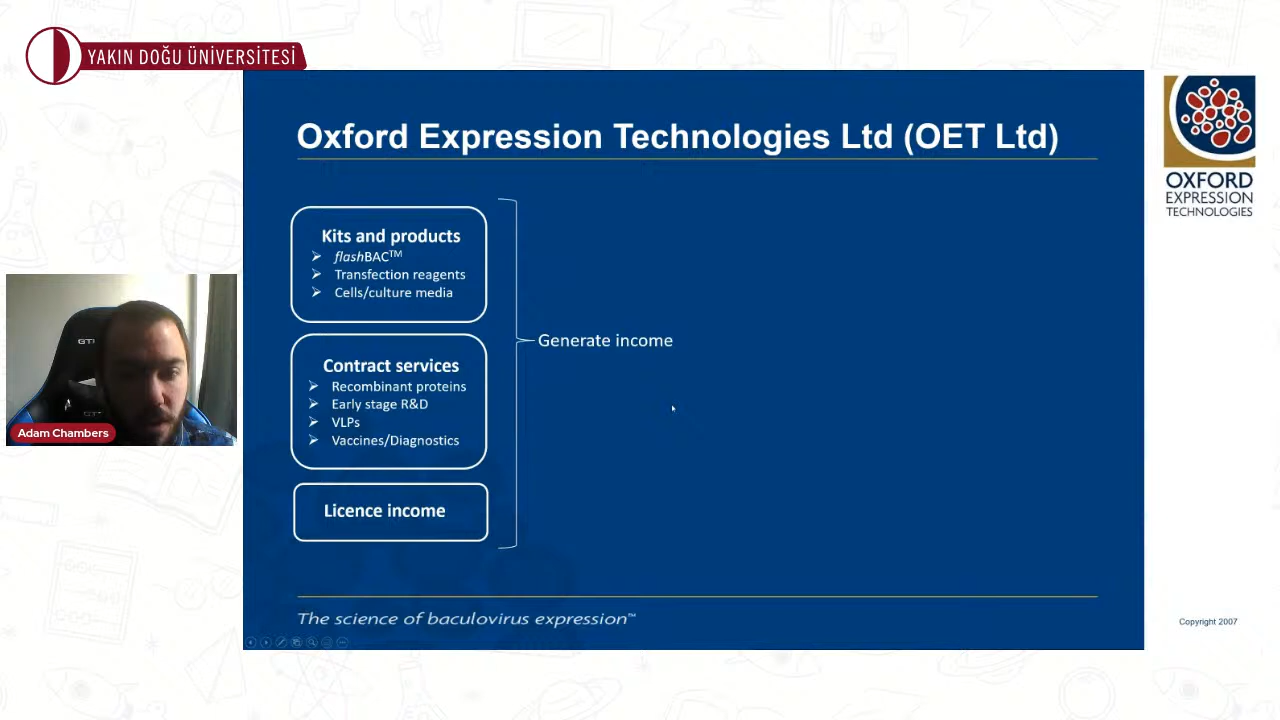 YAKIN DOĞU ÜNİVERSİTESİ
Oxford Expression Technologies Ltd (OET Ltd)
OXFORD
EXPRESSION
TECHNOLOGIES
Kits and products
➢ flashBAC™
➢ Transfection reagents
➢ Cells/culture media
Generate income
Contract services
➢ Recombinant proteins
➢ Early stage R&D
➢ VLPs
➢ Vaccines/Diagnostics
Licence income
Adam Chambers
The science of baculovirus expression™
Copyright 2007